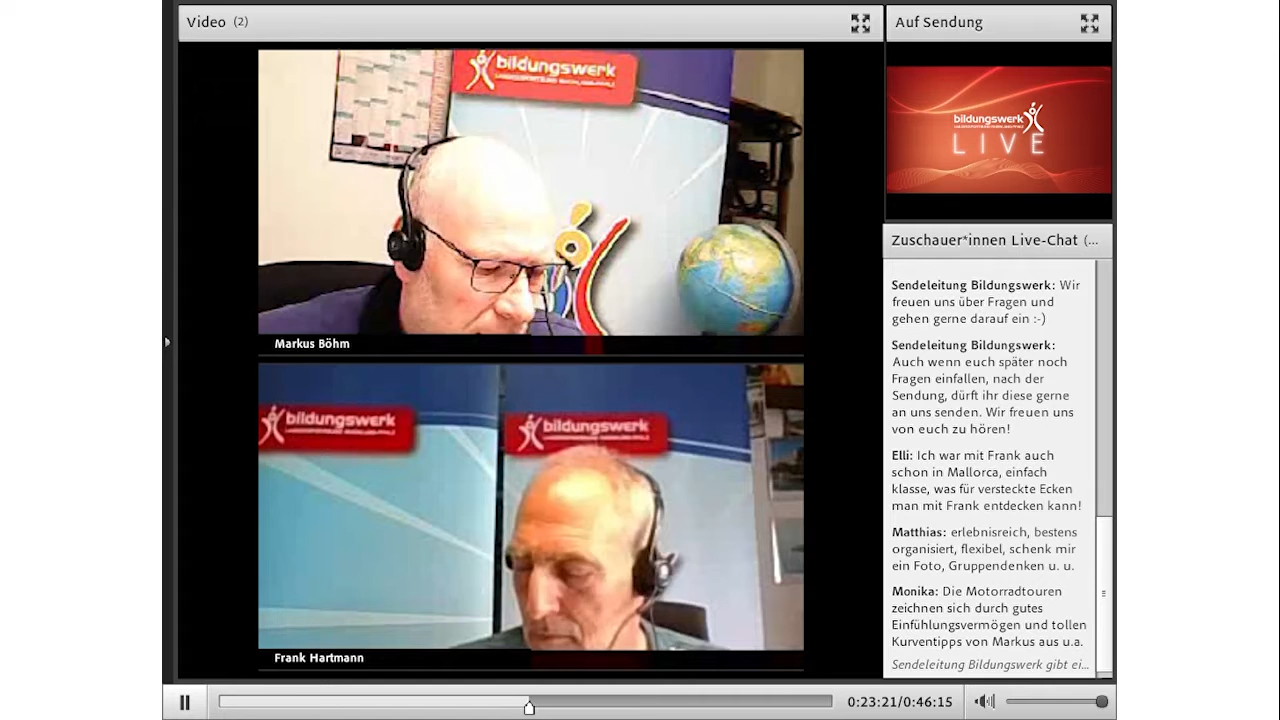 Video (2)
Auf Sendung
bildungswerk
bildungswerk
LIVE
Zuschauer*innen Live-Chat (...
Sendeleitung Bildungswerk: Wir
freuen uns über Fragen und
gehen gerne darauf ein :-)
Sendeleitung Bildungswerk:
Auch wenn euch später noch
Fragen einfallen, nach der
Sendung, dürft ihr diese gerne
an uns senden. Wir freuen uns
von euch zu hören!
Elli: Ich war mit Frank auch
schon in Mallorca, einfach
klasse, was für versteckte Ecken
man mit Frank entdecken kann!
Matthias: erlebnisreich, bestens
organisiert, flexibel, schenk mir
ein Foto, Gruppendenken u. u.
Monika: Die Motorradtouren
zeichnen sich durch gutes
Einfühlungsvermögen und tollen
Kurventipps von Markus aus u.a.
Sendeleitung Bildungswerk gibt ei...
Markus Böhm
bildungswerk
bildungswerk
Frank Hartmann
0:23:21/0:46:15